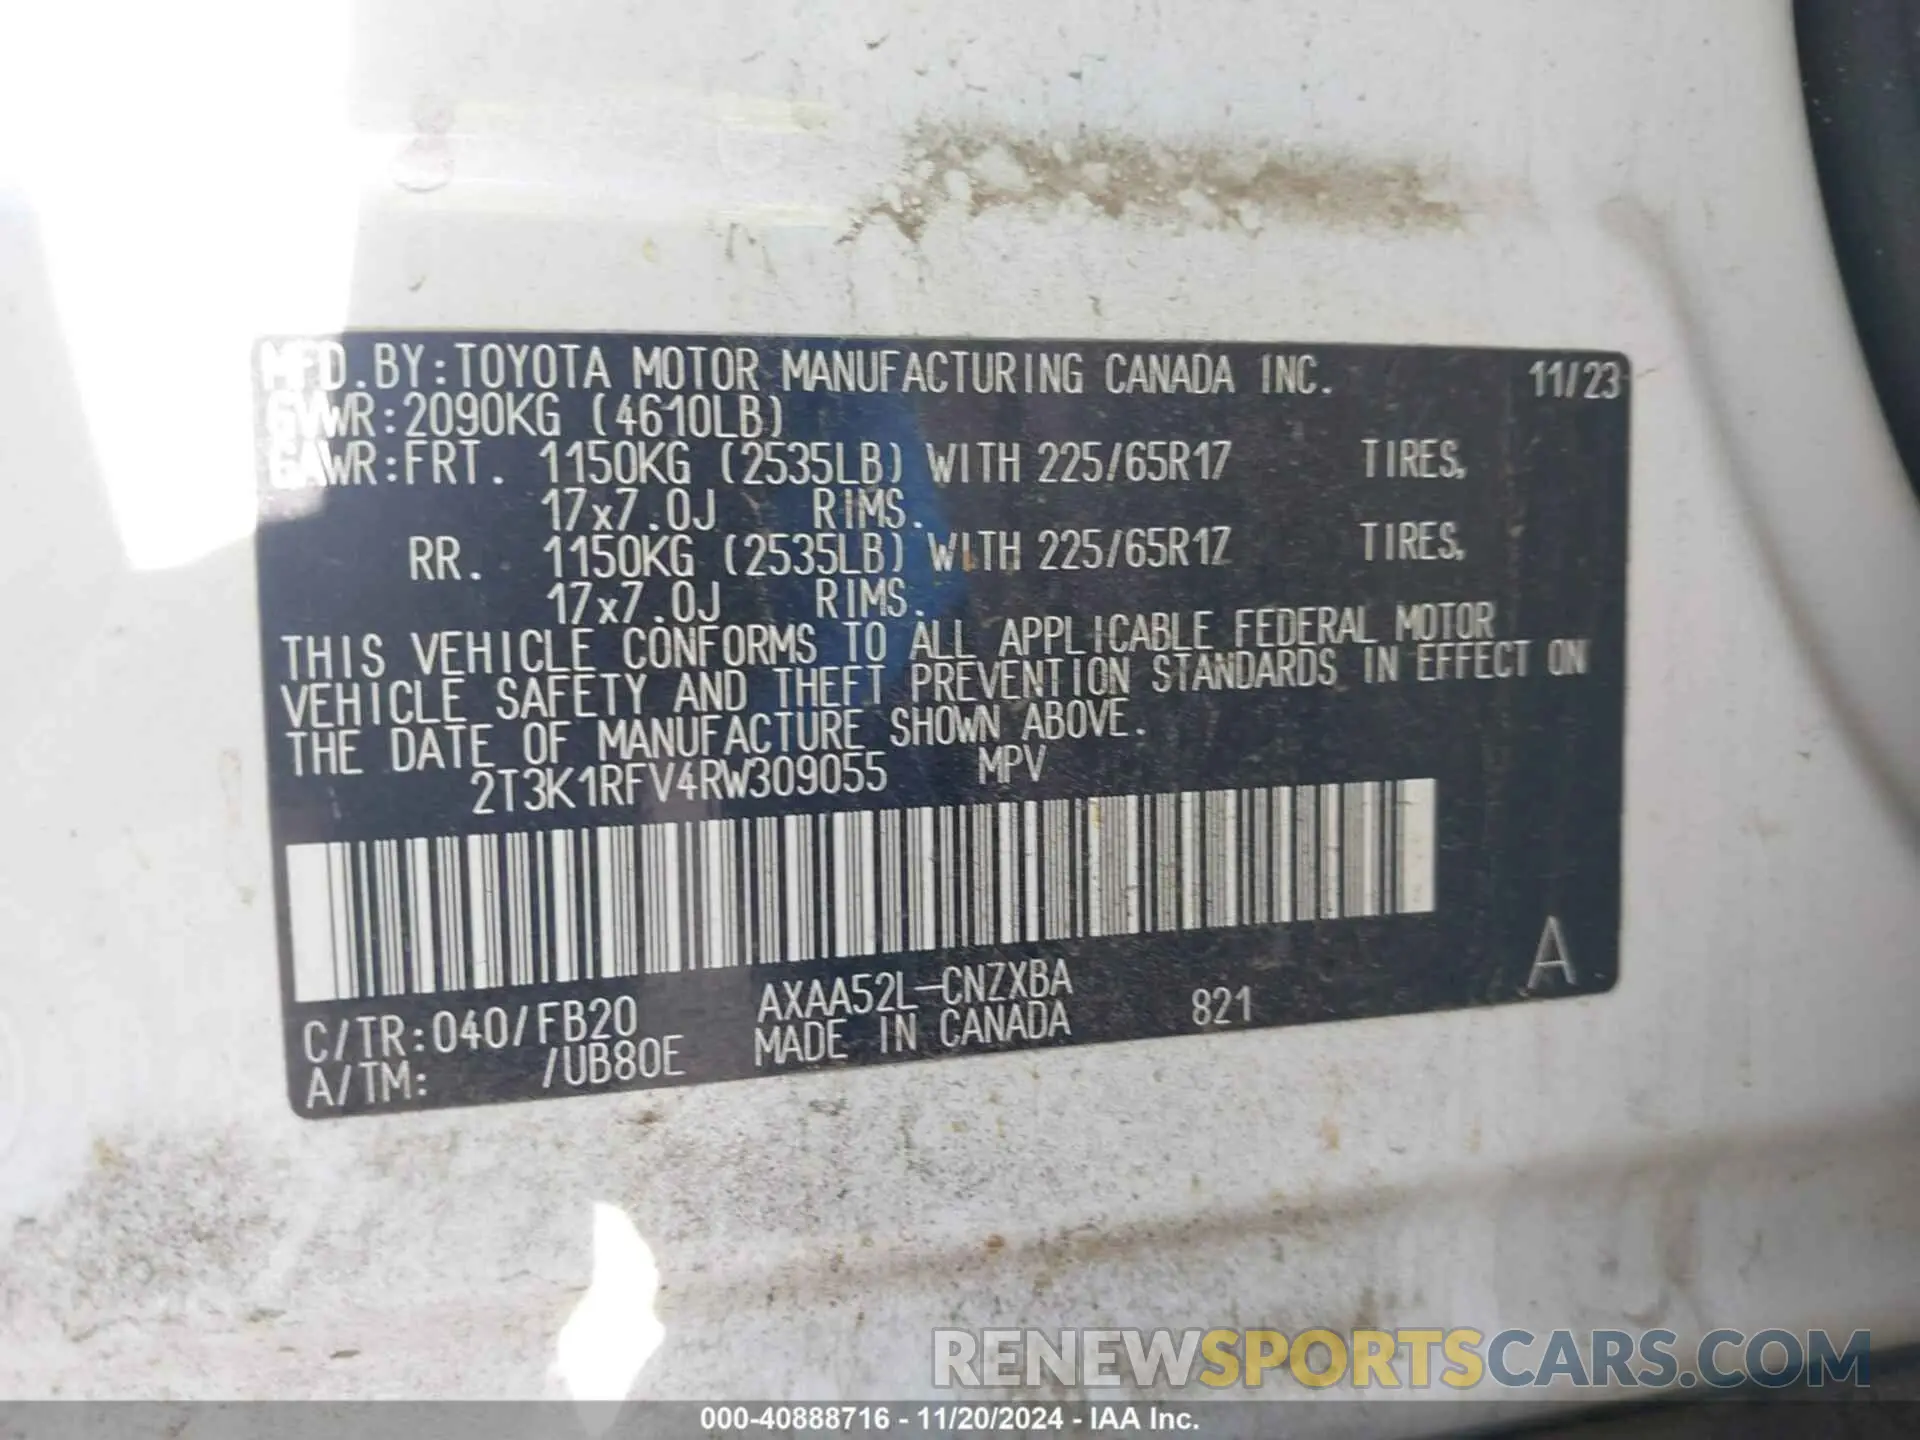 MFD.BY:TOYOTA MOTOR MANUFACTURING CANADA INC. 11/23
GVWR:2090KG (4610LB)
GAWR:FRT. 1150KG (2535LB) WITH 225/65R17 TIRES,
17x7.0J RIMS.
RR. 1150KG (2535LB) WITH 225/65R17 TIRES,
17x7.0J RIMS.
THIS VEHICLE CONFORMS TO ALL APPLICABLE FEDERAL MOTOR
VEHICLE SAFETY AND THEFT PREVENTION STANDARDS IN EFFECT ON
THE DATE OF MANUFACTURE SHOWN ABOVE.
2T3K1RFV4RW309055 MPV
A
C/TR:040/FB20 AXAA52L-CNZXBA 821
A/TM: /UB80E MADE IN CANADA
RENEWSPORTSCARS.COM
000-40888716 - 11/20/2024 - IAA Inc.